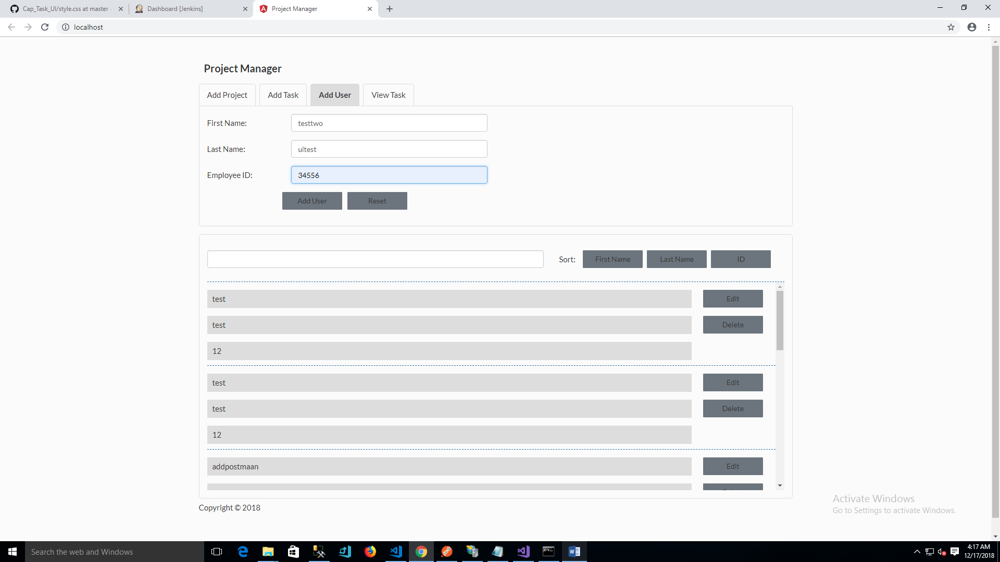 Cap_Task_UI/style.css at master
Dashboard [Jenkins]
Project Manager
localhost
Project Manager
Add Project
Add Task
Add User
View Task
First Name:
testtwo
Last Name:
uitest
Employee ID:
34556
Add User
Reset
Sort:
First Name
Last Name
ID
test
Edit
test
Delete
12
test
Edit
test
Delete
12
addpostmaan
Edit
Copyright © 2018
Activate Windows
Go to Settings to activate Windows.
Search the web and Windows
4:17 AM
12/17/2018